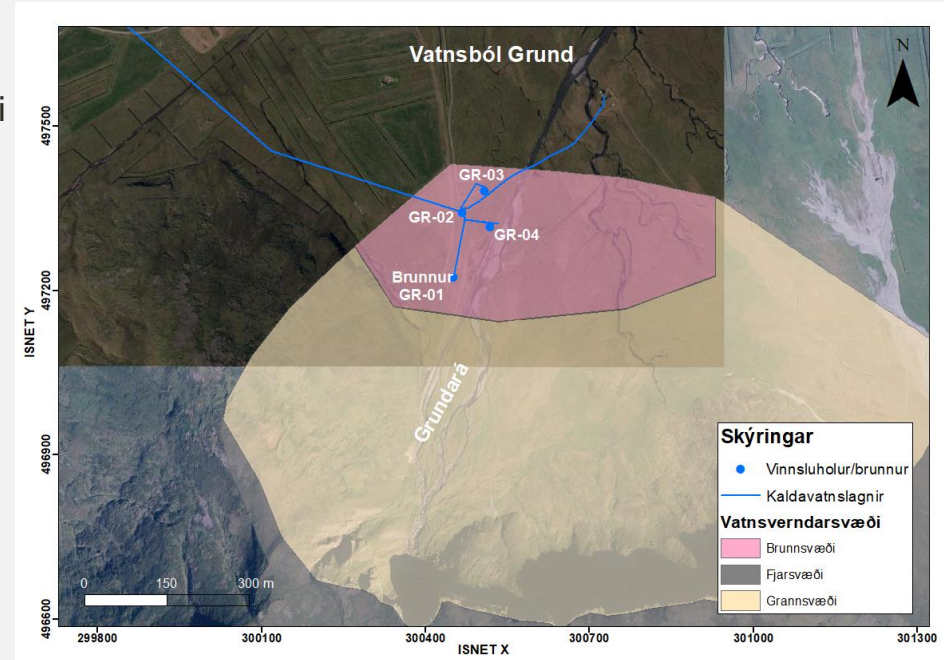 i
Vatnsból Grund
N
GR-03
GR-02
GR-04
Brunnur
GR-01
Grundará
ISNET Y
497500
497200
496900
496600
0 150 300 m
299800 300100 300400 300700 301000 301300
ISNET X
Skýringar
Vinnsluholur/brunnur
Kaldavatnslagnir
Vatnsverndarsvæði
Brunnsvæði
Fjarsvæði
Grannsvæði